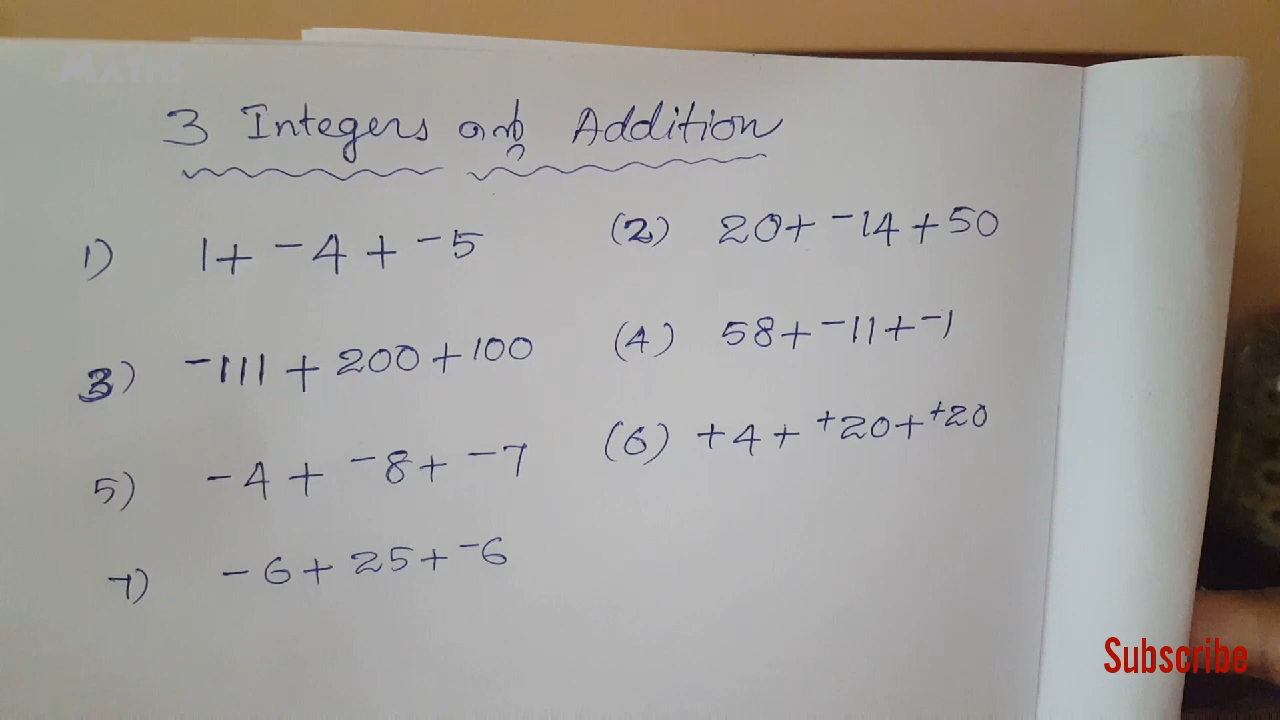 MATHS
3 Integers ന്റെ Addition
1) 1 + -4 + -5
(2) 20 + -14 + 50
3) -111 + 200 + 100
(4) 58 + -11 + -1
5) -4 + -8 + -7
(6) +4 + +20 + +20
7) -6 + 25 + -6
Subscribe